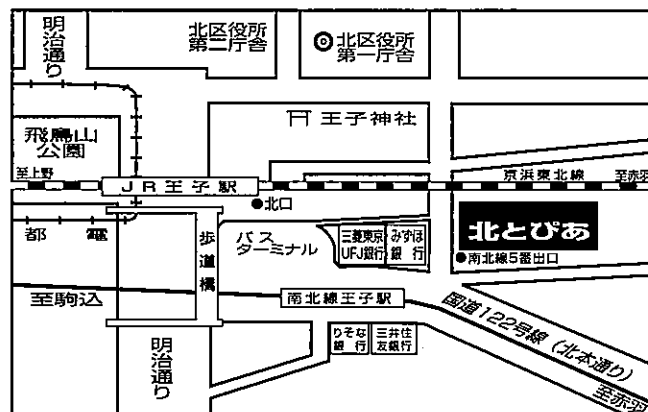 明治通り
北区役所
第二庁舎
北区役所
第一庁舎
王子神社
飛鳥山
公園
至上野
JR王子駅
京浜東北線
至赤羽
北口
都電
歩道橋
バス
ターミナル
三菱東京
UFJ銀行
みずほ
銀行
北とぴあ
南北線5番出口
至駒込
南北線王子駅
国道122号線(北本通り)
至赤羽
りそな
銀行
三井住
友銀行
明治通り